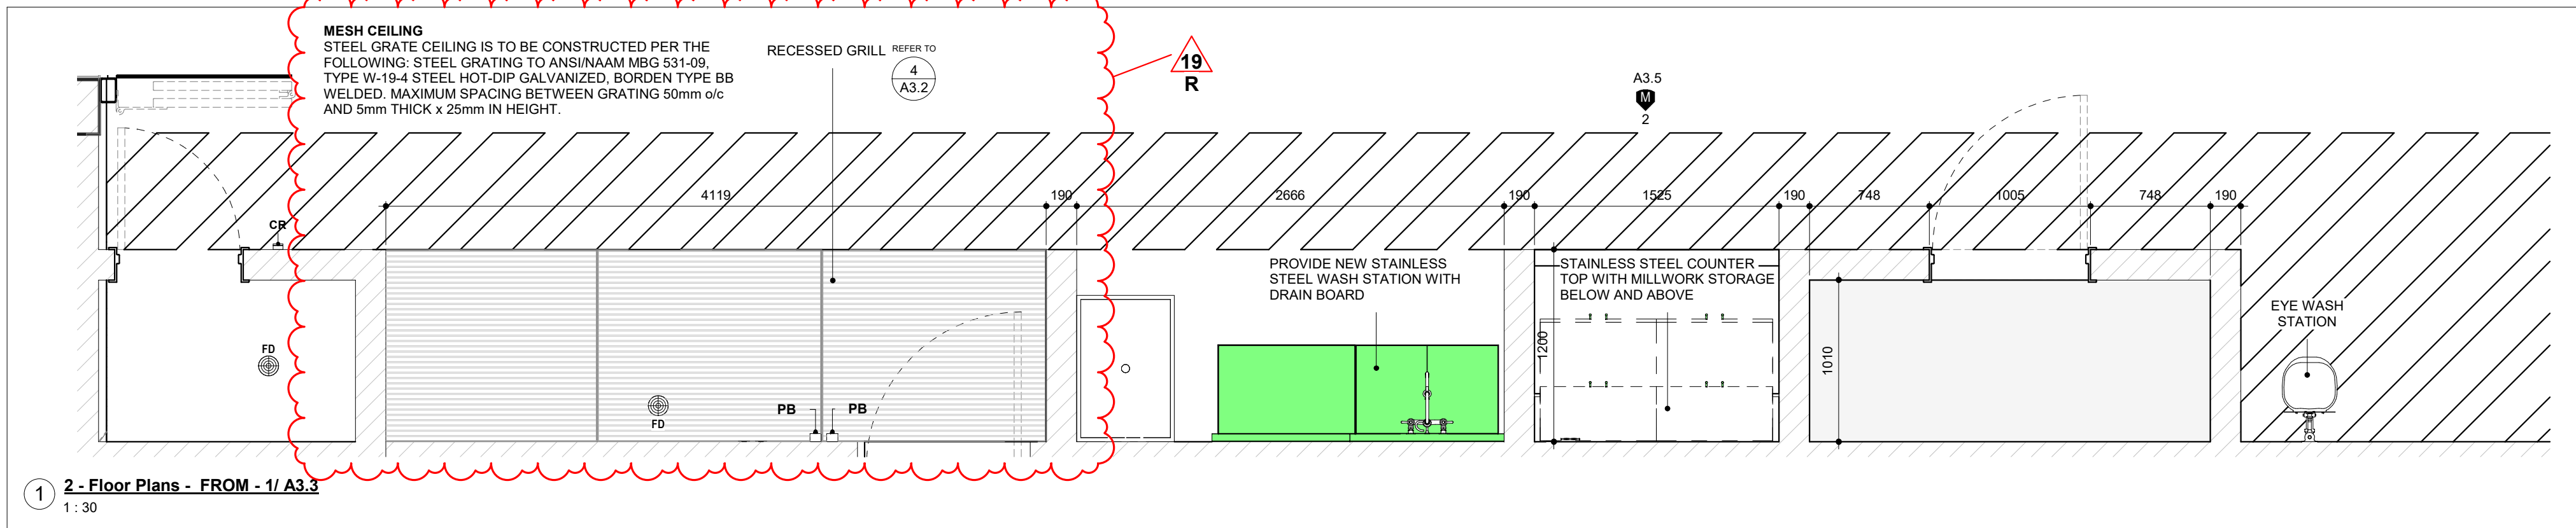 MESH CEILING
STEEL GRATE CEILING IS TO BE CONSTRUCTED PER THE
FOLLOWING: STEEL GRATING TO ANSI/NAAM MBG 531-09,
TYPE W-19-4 STEEL HOT-DIP GALVANIZED, BORDEN TYPE BB
WELDED. MAXIMUM SPACING BETWEEN GRATING 50mm o/c
AND 5mm THICK x 25mm IN HEIGHT.
RECESSED GRILL
REFER TO
4
A3.2
19
R
A3.5
M
2
4119
190
2666
190
1525
190
748
1005
748
190
CR
PROVIDE NEW STAINLESS
STEEL WASH STATION WITH
DRAIN BOARD
STAINLESS STEEL COUNTER
TOP WITH MILLWORK STORAGE
BELOW AND ABOVE
EYE WASH
STATION
1200
1010
FD
FD
PB
PB
1
2 - Floor Plans - FROM - 1/ A3.3
1 : 30